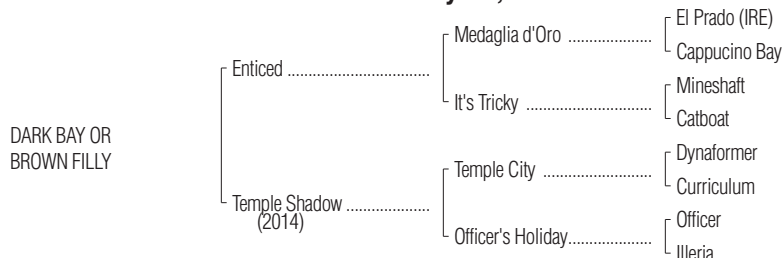 El Prado (IRE)
Medaglia d'Oro ....................
Cappucino Bay
Enticed ..................................
Mineshaft
It's Tricky ..............................
Catboat
DARK BAY OR
BROWN FILLY
Dynaformer
Temple City .........................
Curriculum
Temple Shadow ....................
(2014)
Officer
Officer's Holiday....................
Illeria